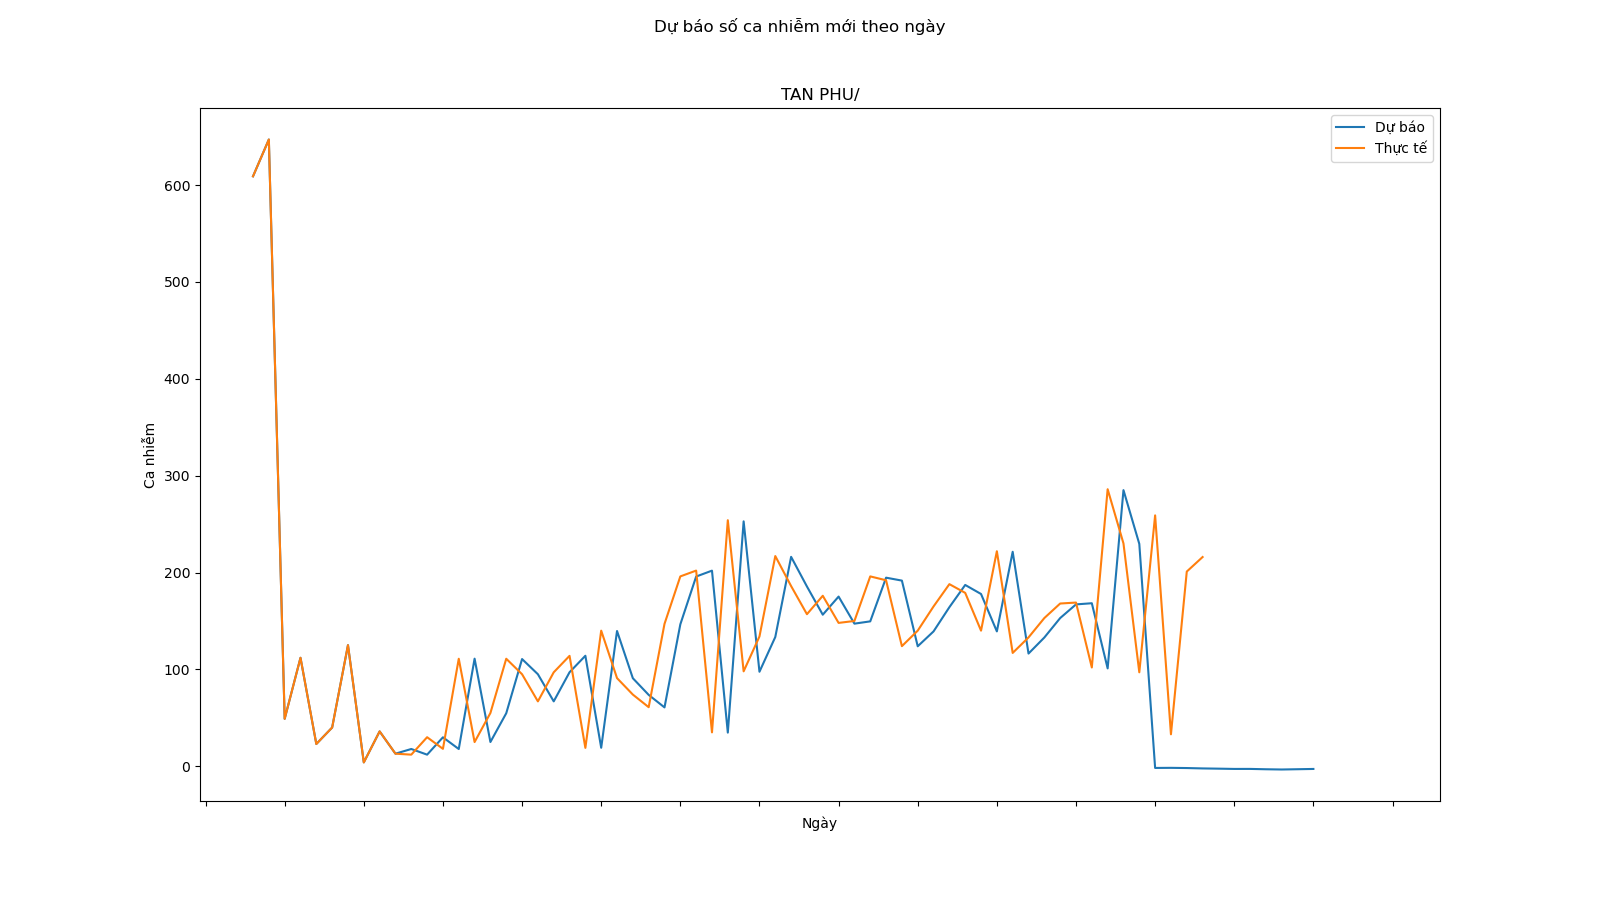 Dự báo số ca nhiễm mới theo ngày
TAN PHU/
Dự báo
Thực tế
600
500
400
300
200
100
0
Ca nhiễm
Ngày